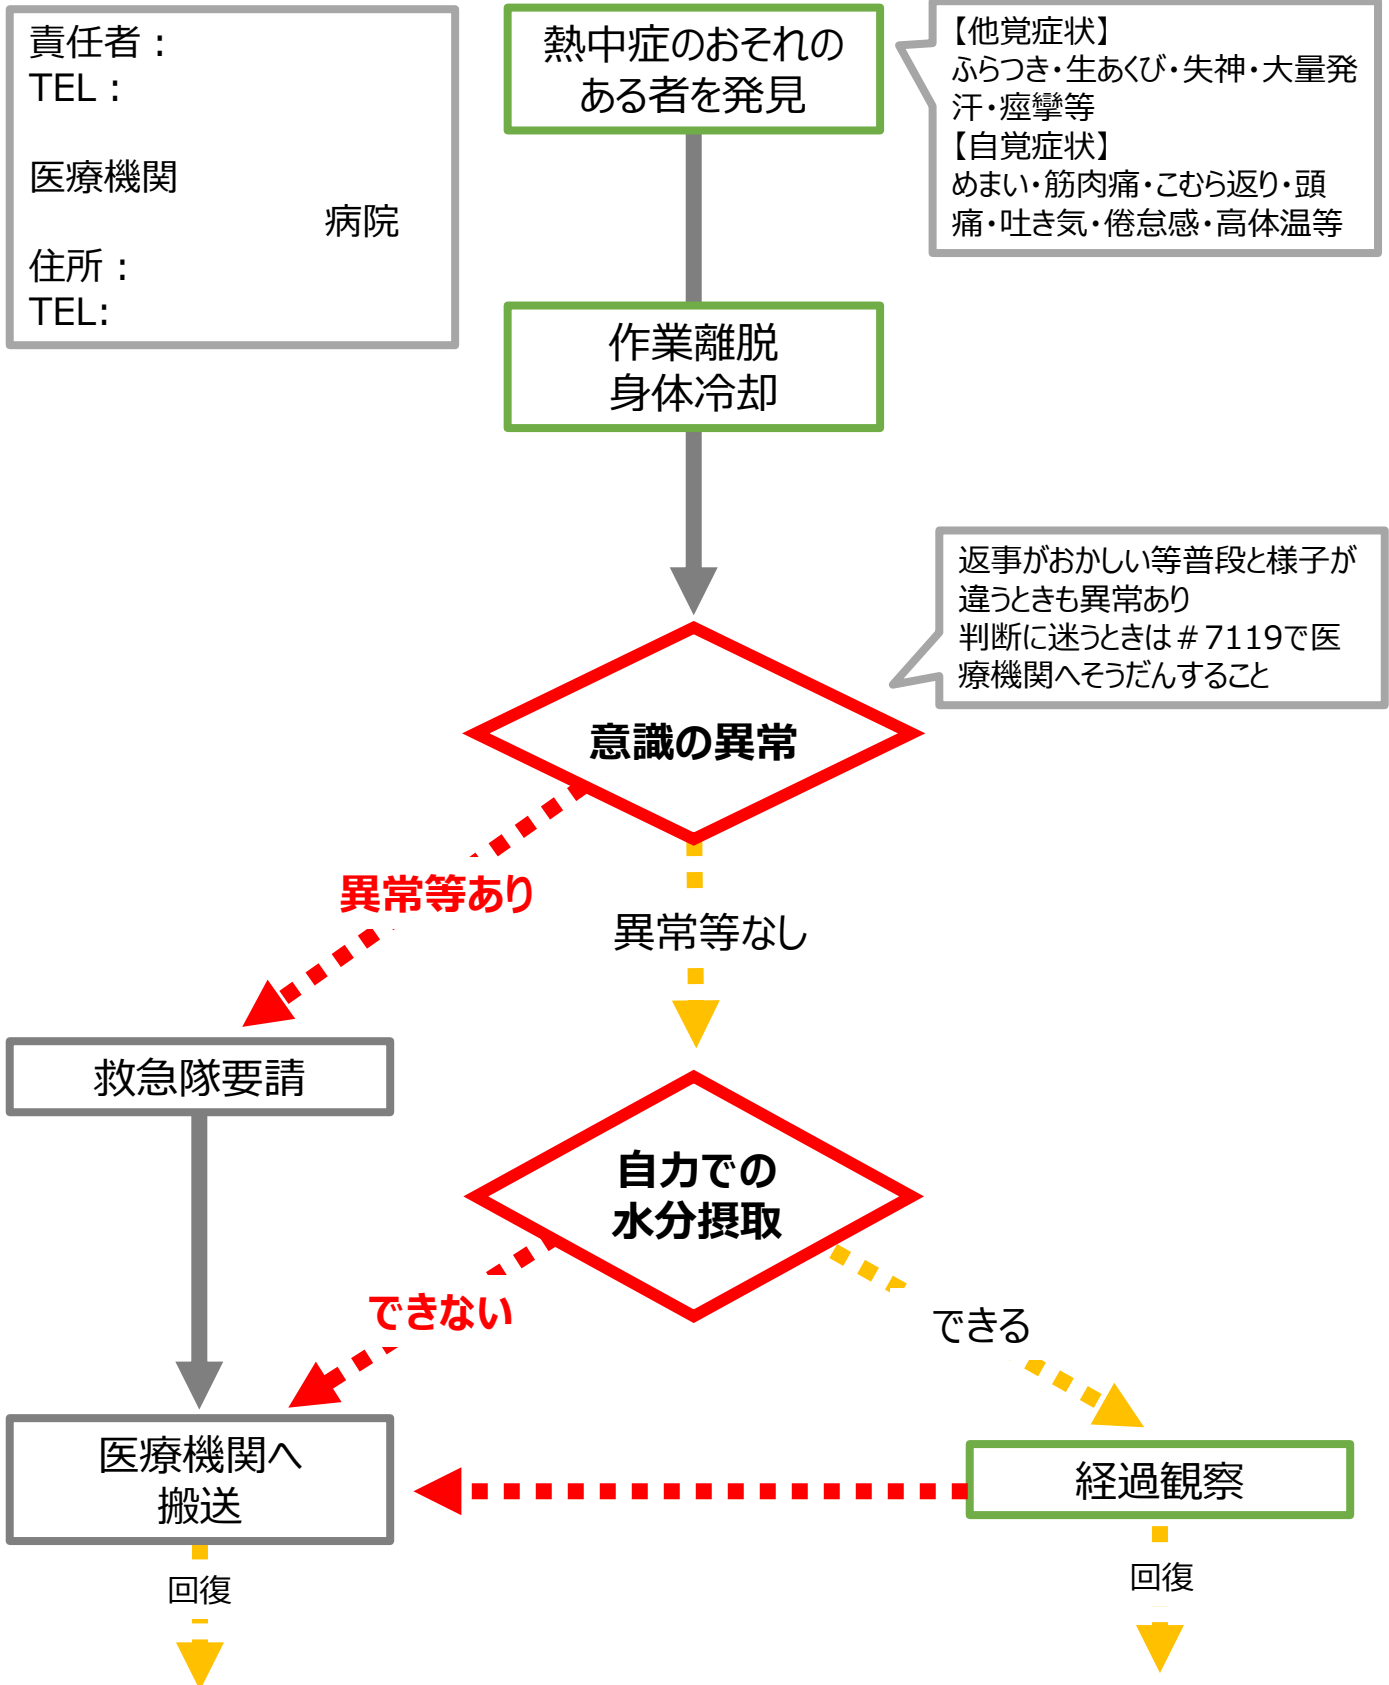 責任者：
TEL：
医療機関
病院
住所：
TEL:
熱中症のおそれの
ある者を発見
【他覚症状】
ふらつき・生あくび・失神・大量発
汗・痙攣等
【自覚症状】
めまい・筋肉痛・こむら返り・頭
痛・吐き気・倦怠感・高体温等
作業離脱
身体冷却
返事がおかしい等普段と様子が
違うときも異常あり
判断に迷うときは＃7119で医
療機関へそうだんすること
意識の異常
異常等あり
異常等なし
救急隊要請
自力での
水分摂取
できない
できる
医療機関へ
搬送
経過観察
回復
回復